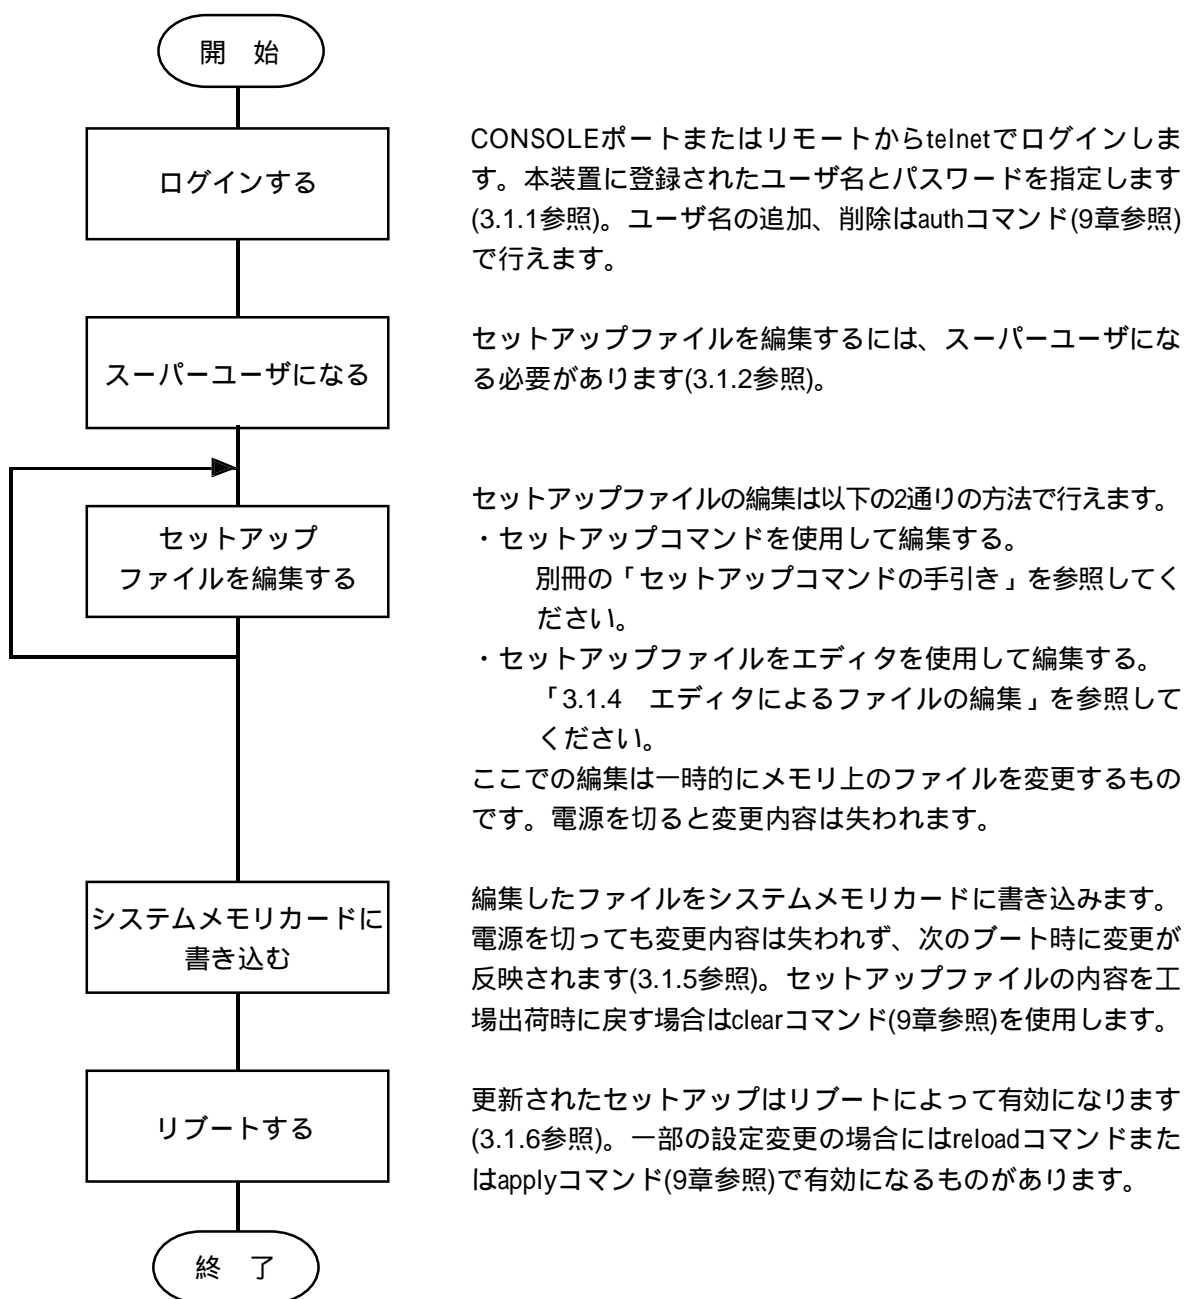 開　始
ログインする
CONSOLEポートまたはリモートからtelnetでログインしま
す。本装置に登録されたユーザ名とパスワードを指定します
(3.1.1参照)。ユーザ名の追加、削除はauthコマンド(9章参照)
で行えます。
スーパーユーザになる
セットアップファイルを編集するには、スーパーユーザにな
る必要があります(3.1.2参照)。
セットアップ
ファイルを編集する
セットアップファイルの編集は以下の2通りの方法で行えます。
・セットアップコマンドを使用して編集する。
別冊の「セットアップコマンドの手引き」を参照してく
ださい。
・セットアップファイルをエディタを使用して編集する。
「3.1.4　エディタによるファイルの編集」を参照して
ください。
ここでの編集は一時的にメモリ上のファイルを変更するもの
です。電源を切ると変更内容は失われます。
システムメモリカードに
書き込む
編集したファイルをシステムメモリカードに書き込みます。
電源を切っても変更内容は失われず、次のブート時に変更が
反映されます(3.1.5参照)。セットアップファイルの内容を工
場出荷時に戻す場合はclearコマンド(9章参照)を使用します。
リブートする
更新されたセットアップはリブートによって有効になります
(3.1.6参照)。一部の設定変更の場合にはreloadコマンドまた
はapplyコマンド(9章参照)で有効になるものがあります。
終　了